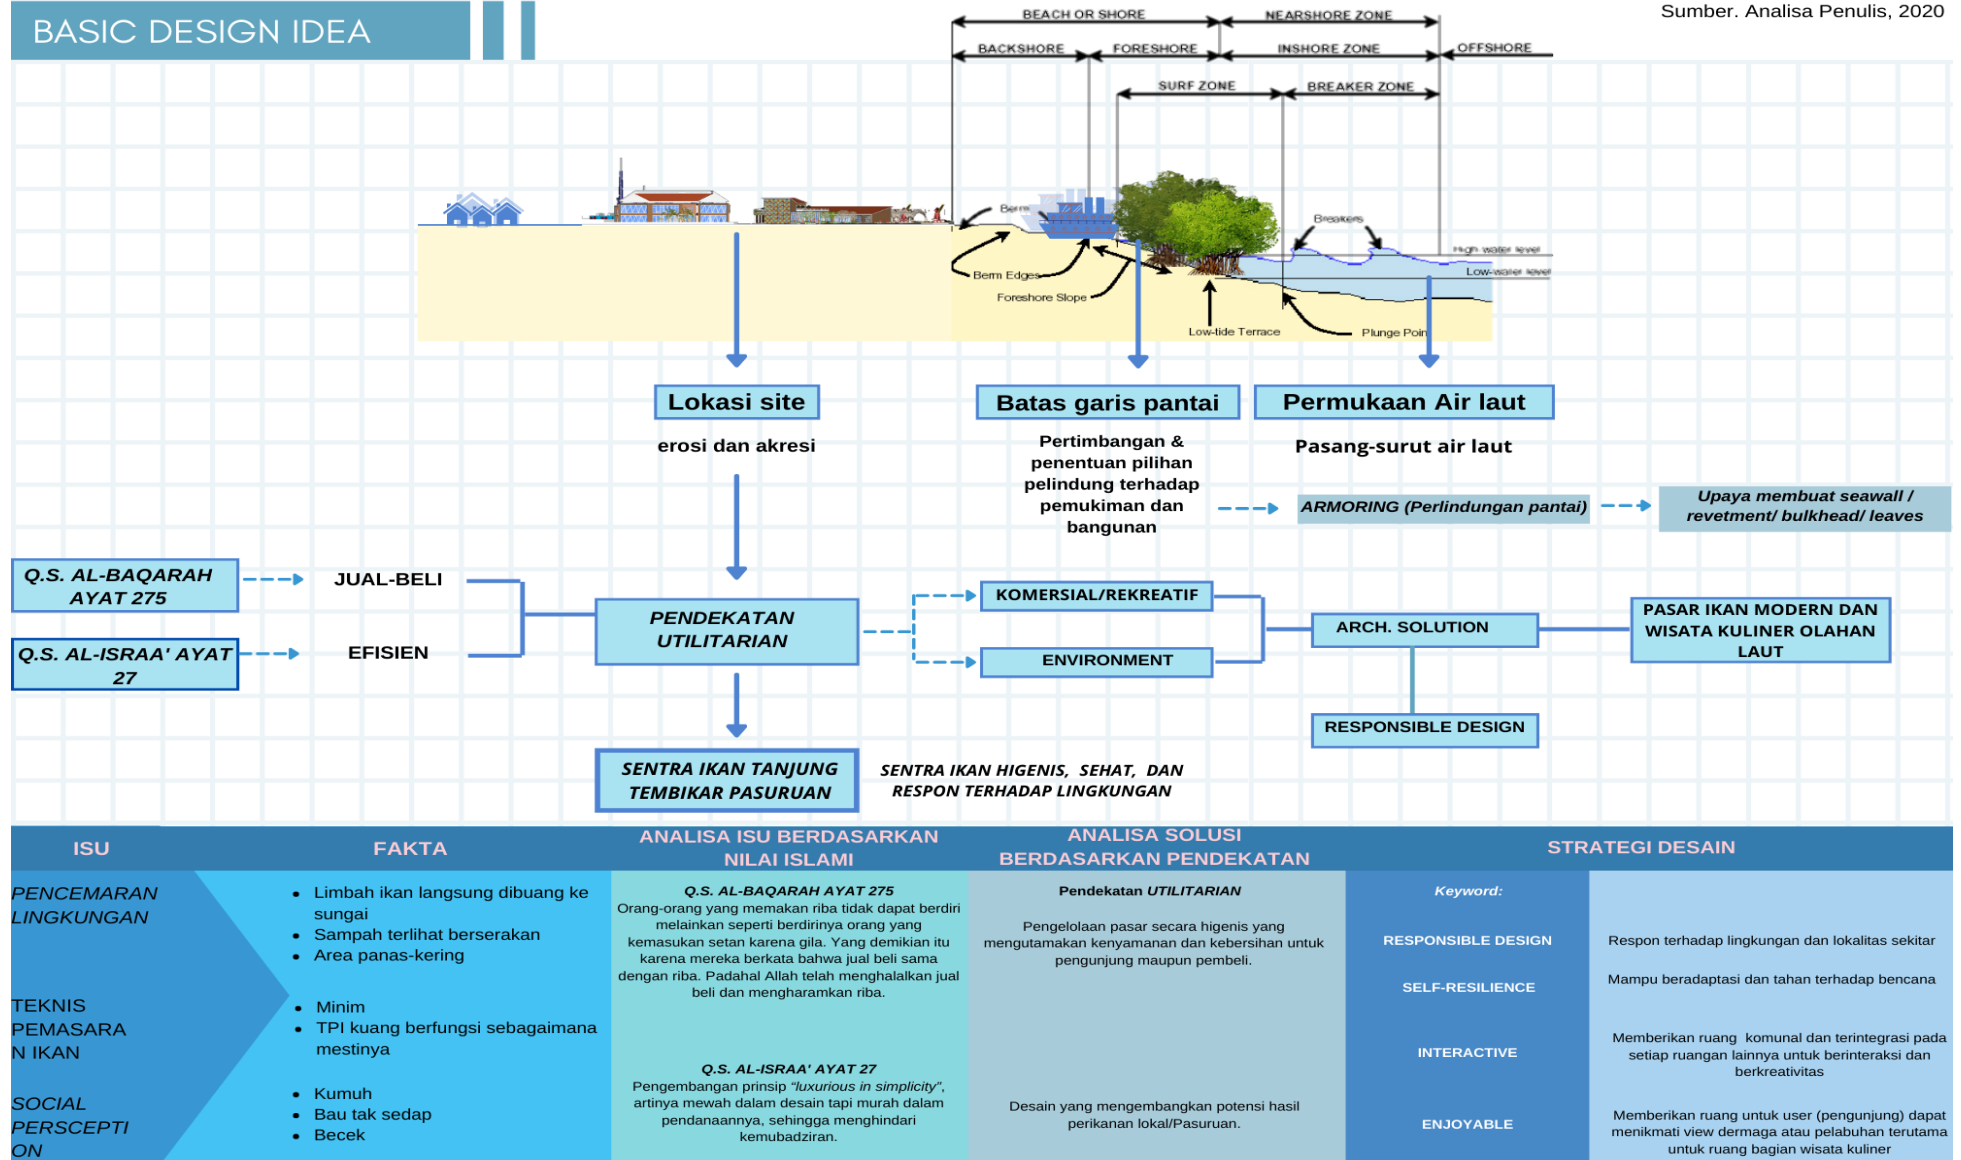 BASIC DESIGN IDEA
Sumber. Analisa Penulis, 2020
BEACH OR SHORE
NEARSHORE ZONE
BACKSHORE
FORESHORE
INSHORE ZONE
OFFSHORE
SURF ZONE
BREAKER ZONE
Berm
Breakers
High-water level
Low-water level
Berm Edges
Foreshore Slope
Low-tide Terrace
Plunge Poin
Lokasi site
Batas garis pantai
Permukaan Air laut
erosi dan akresi
Pertimbangan &
penentuan pilihan
pelindung terhadap
pemukiman dan
bangunan
Pasang-surut air laut
ARMORING (Perlindungan pantai)
Upaya membuat seawall /
revetment/ bulkhead/ leaves
Q.S. AL-BAQARAH
AYAT 275
JUAL-BELI
Q.S. AL-ISRAA' AYAT
27
EFISIEN
PENDEKATAN
UTILITARIAN
KOMERSIAL/REKREATIF
ENVIRONMENT
ARCH. SOLUTION
PASAR IKAN MODERN DAN
WISATA KULINER OLAHAN
LAUT
RESPONSIBLE DESIGN
SENTRA IKAN TANJUNG
TEMBIKAR PASURUAN
SENTRA IKAN HIGENIS, SEHAT, DAN
RESPON TERHADAP LINGKUNGAN
ISU
FAKTA
ANALISA ISU BERDASARKAN
NILAI ISLAMI
ANALISA SOLUSI
BERDASARKAN PENDEKATAN
STRATEGI DESAIN
PENCEMARAN
LINGKUNGAN
TEKNIS
PEMASARA
N IKAN
SOCIAL
PERSCEPTI
ON
• Limbah ikan langsung dibuang ke
sungai
• Sampah terlihat berserakan
• Area panas-kering
• Minim
• TPI kuang berfungsi sebagaimana
mestinya
• Kumuh
• Bau tak sedap
• Becek
Q.S. AL-BAQARAH AYAT 275
Orang-orang yang memakan riba tidak dapat berdiri
melainkan seperti berdirinya orang yang
kemasukan setan karena gila. Yang demikian itu
karena mereka berkata bahwa jual beli sama
dengan riba. Padahal Allah telah menghalalkan jual
beli dan mengharamkan riba.
Q.S. AL-ISRAA' AYAT 27
Pengembangan prinsip “luxurious in simplicity”,
artinya mewah dalam desain tapi murah dalam
pendanaannya, sehingga menghindari
kemubadziran.
Pendekatan UTILITARIAN
Pengelolaan pasar secara higenis yang
mengutamakan kenyamanan dan kebersihan untuk
pengunjung maupun pembeli.
Desain yang mengembangkan potensi hasil
perikanan lokal/Pasuruan.
Keyword:
RESPONSIBLE DESIGN
Respon terhadap lingkungan dan lokalitas sekitar
SELF-RESILIENCE
Mampu beradaptasi dan tahan terhadap bencana
INTERACTIVE
Memberikan ruang komunal dan terintegrasi pada
setiap ruangan lainnya untuk berinteraksi dan
berkreativitas
ENJOYABLE
Memberikan ruang untuk user (pengunjung) dapat
menikmati view dermaga atau pelabuhan terutama
untuk ruang bagian wisata kuliner